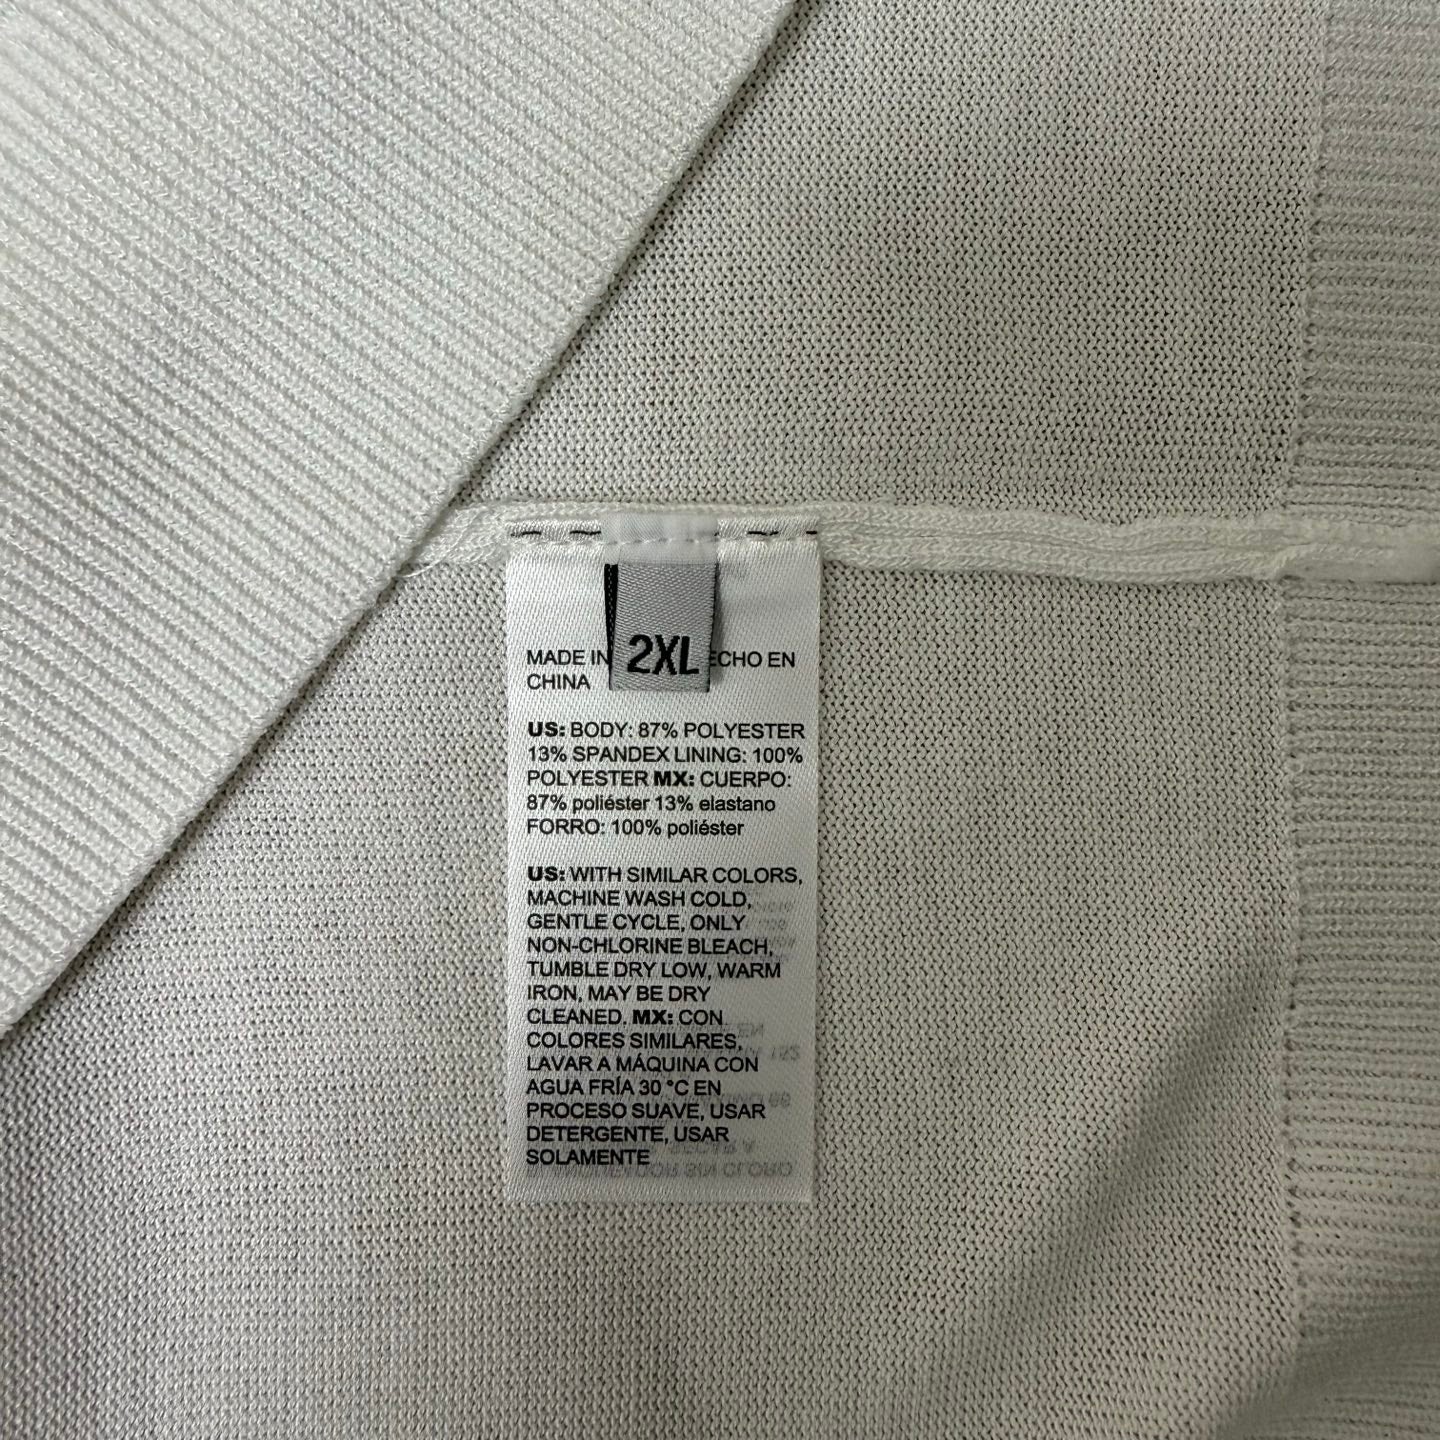 2XL
MADE IN ECHO EN
CHINA
US: BODY: 87% POLYESTER
13% SPANDEX LINING: 100%
POLYESTER MX: CUERPO:
87% poliéster 13% elastano
FORRO: 100% poliéster
US: WITH SIMILAR COLORS,
MACHINE WASH COLD,
GENTLE CYCLE, ONLY
NON-CHLORINE BLEACH,
TUMBLE DRY LOW, WARM
IRON, MAY BE DRY
CLEANED. MX: CON
COLORES SIMILARES,
LAVAR A MÁQUINA CON
AGUA FRÍA 30 °C EN
PROCESO SUAVE, USAR
DETERGENTE, USAR
SOLAMENTE